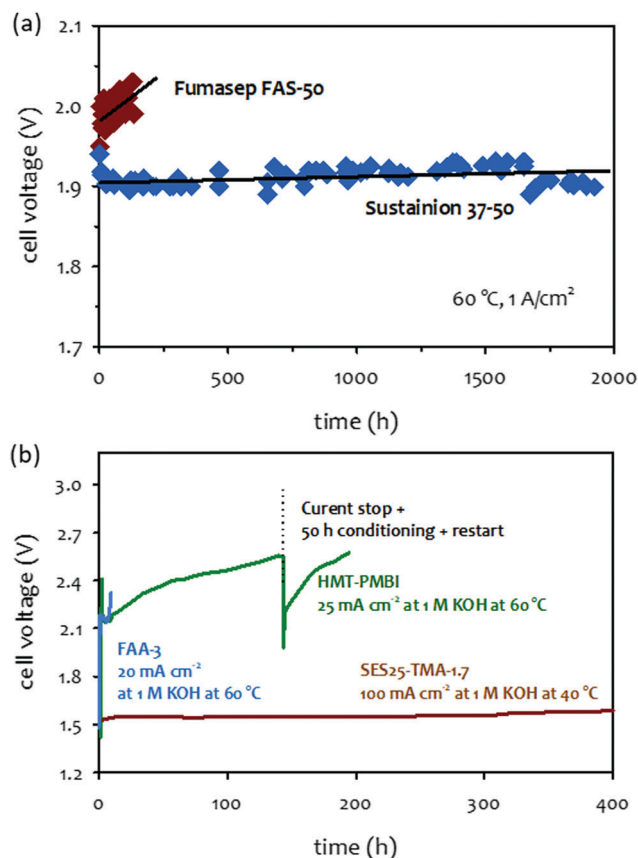 (a)
2.1
2.0
1.9
1.8
1.7
cell voltage (V)
Fumasep FAS-50
Sustainion 37-50
60 °C, 1 A/cm²
0
500
1000
1500
2000
time (h)
(b)
3.0
2.7
2.4
2.1
1.8
1.5
1.2
cell voltage (V)
Curent stop +
50 h conditioning + restart
HMT-PMBI
25 mA cm⁻² at 1 M KOH at 60 °C
FAA-3
20 mA cm⁻²
at 1 M KOH at 60 °C
SES25-TMA-1.7
100 mA cm⁻² at 1 M KOH at 40 °C
0
100
200
300
400
time (h)